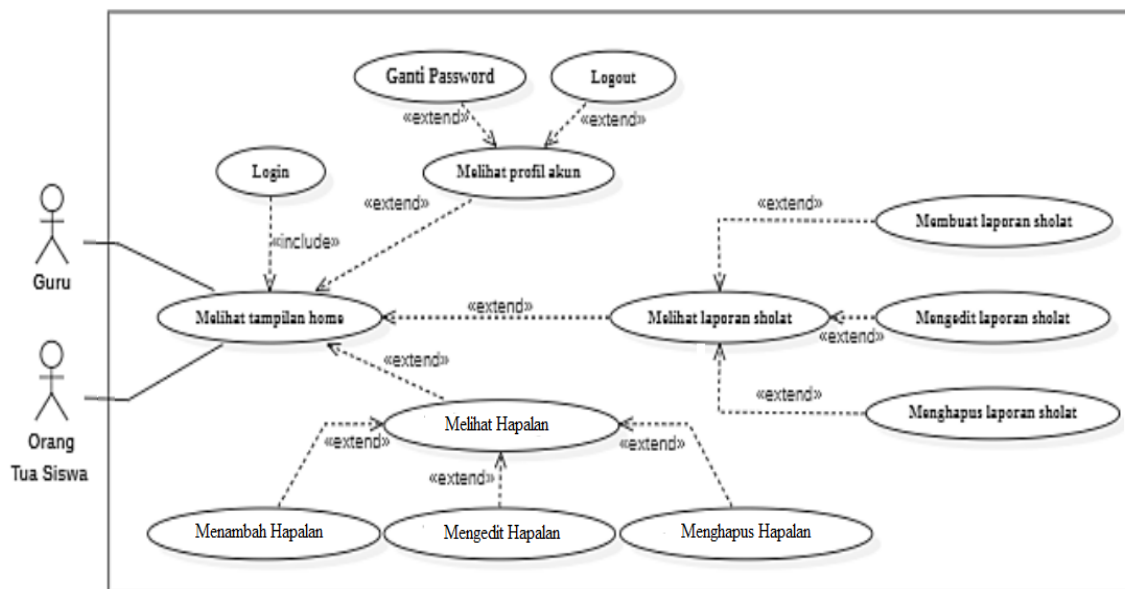 Ganti Password
Logout
«extend»
«extend»
Login
Melihat profil akun
«extend»
«extend»
Membuat laporan sholat
«include»
Guru
Melihat tampilan home
«extend»
Melihat laporan sholat
Mengedit laporan sholat
«extend»
«extend»
«extend»
Menghapus laporan sholat
Orang
Tua Siswa
Melihat Hapalan
«extend»
«extend»
«extend»
Menambah Hapalan
Mengedit Hapalan
Menghapus Hapalan